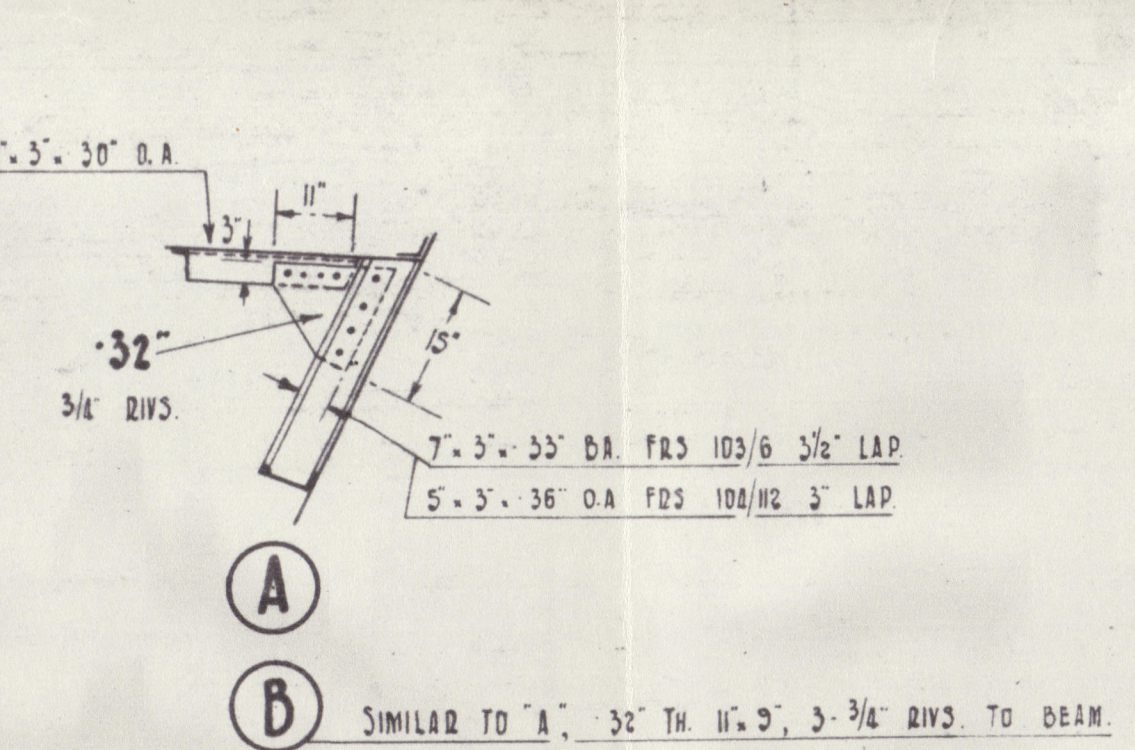 "× 3"× ·30" O.A.
11"
3"
·32"
15"
3/4" RIVS.
7"× 3"× ·33" B.A. FRS 103/6 3½" LAP.
5"× 3"× ·36" O.A FRS 104/112 3" LAP.
A
B SIMILAR TO "A", ·32" TH. 11"× 9", 3- 3/4" RIVS. TO BEAM.